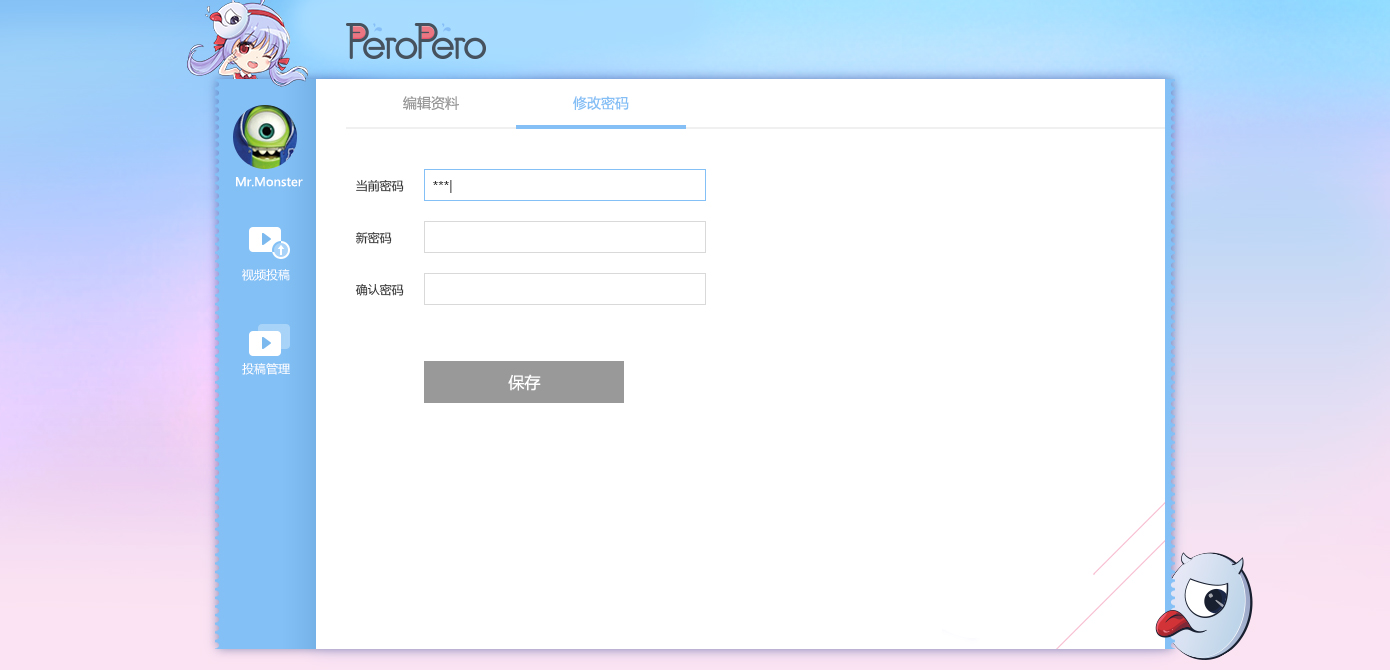 PeroPero
编辑资料
修改密码
Mr.Monster
当前密码
***
新密码
视频投稿
确认密码
投稿管理
保存